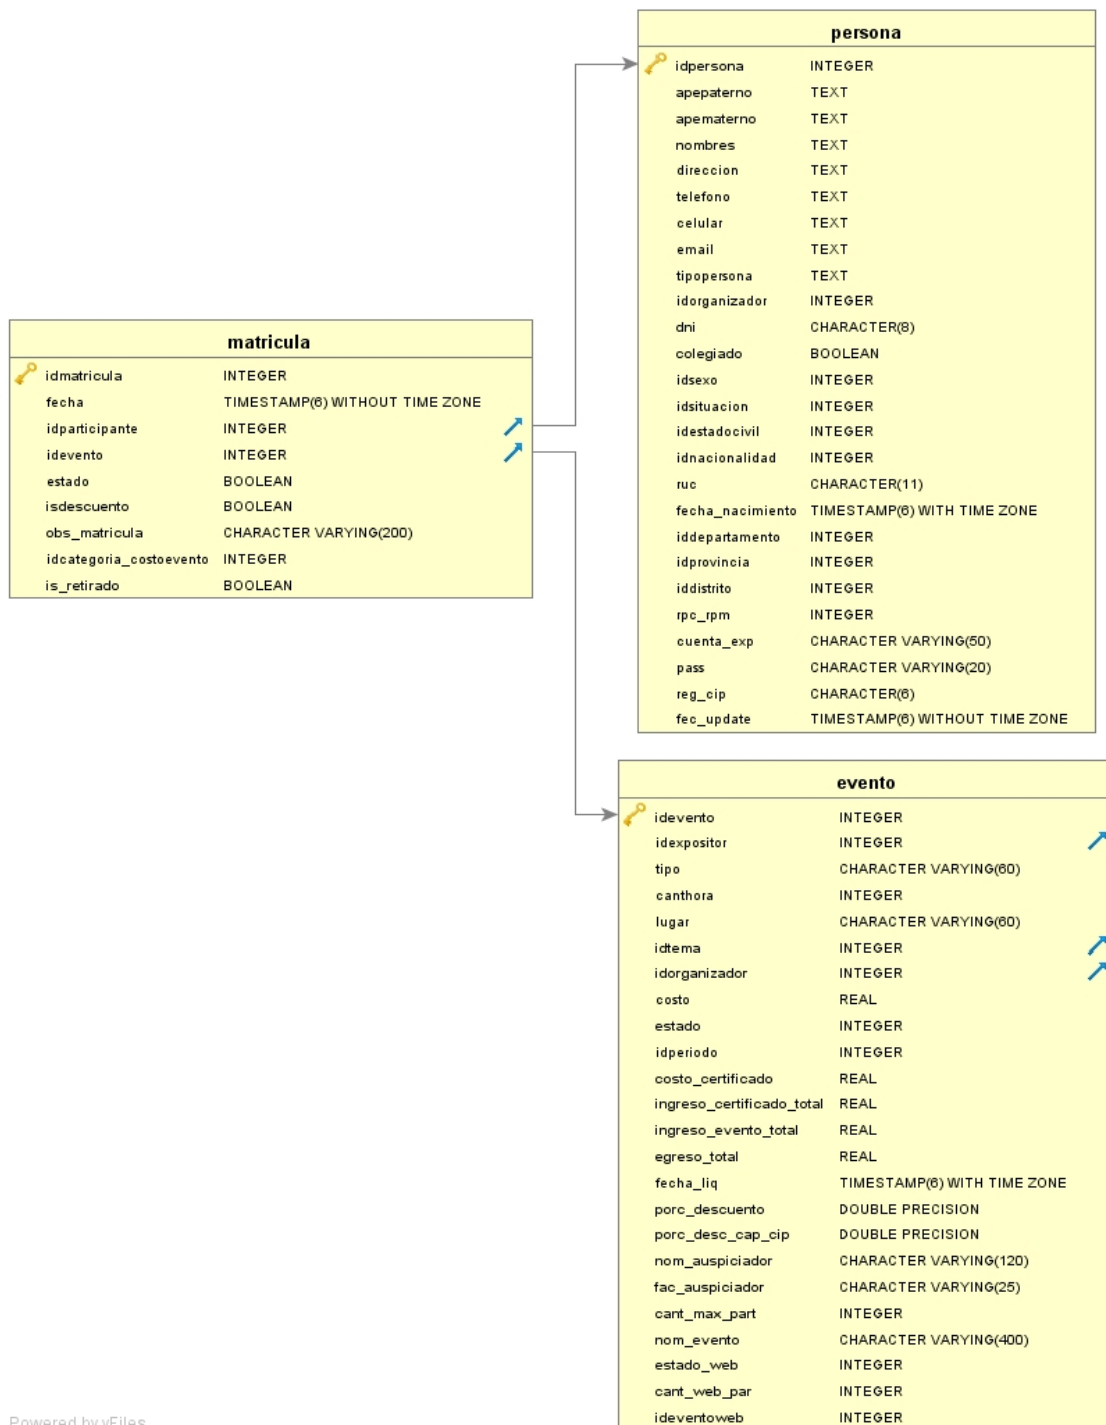 persona
idpersona INTEGER
apepaterno TEXT
apematerno TEXT
nombres TEXT
direccion TEXT
telefono TEXT
celular TEXT
email TEXT
tipopersona TEXT
idorganizador INTEGER
dni CHARACTER(8)
colegiado BOOLEAN
idsexo INTEGER
idsituacion INTEGER
idestadocivil INTEGER
idnacionalidad INTEGER
ruc CHARACTER(11)
fecha_nacimiento TIMESTAMP(6) WITH TIME ZONE
iddepartamento INTEGER
idprovincia INTEGER
iddistrito INTEGER
rpc_rpm INTEGER
cuenta_exp CHARACTER VARYING(50)
pass CHARACTER VARYING(20)
reg_cip CHARACTER(6)
fec_update TIMESTAMP(6) WITHOUT TIME ZONE
matricula
idmatricula INTEGER
fecha TIMESTAMP(6) WITHOUT TIME ZONE
idparticipante INTEGER
idevento INTEGER
estado BOOLEAN
isdescuento BOOLEAN
obs_matricula CHARACTER VARYING(200)
idcategoria_costoevento INTEGER
is_retirado BOOLEAN
evento
idevento INTEGER
idexpositor INTEGER
tipo CHARACTER VARYING(60)
canthora INTEGER
lugar CHARACTER VARYING(60)
idtema INTEGER
idorganizador INTEGER
costo REAL
estado INTEGER
idperiodo INTEGER
costo_certificado REAL
ingreso_certificado_total REAL
ingreso_evento_total REAL
egreso_total REAL
fecha_liq TIMESTAMP(6) WITH TIME ZONE
porc_descuento DOUBLE PRECISION
porc_desc_cap_cip DOUBLE PRECISION
nom_auspiciador CHARACTER VARYING(120)
fac_auspiciador CHARACTER VARYING(25)
cant_max_part INTEGER
nom_evento CHARACTER VARYING(400)
estado_web INTEGER
cant_web_par INTEGER
ideventoweb INTEGER
Powered by yFiles